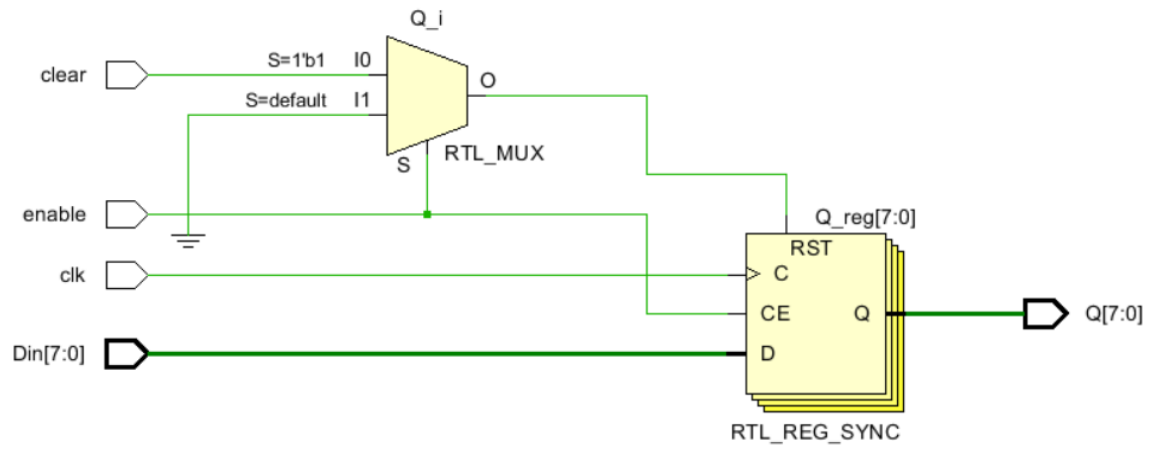 Q_i
clear
S=1'b1
I0
O
S=default
I1
S
RTL_MUX
enable
Q_reg[7:0]
RST
clk
C
CE
Q
Q[7:0]
Din[7:0]
D
RTL_REG_SYNC